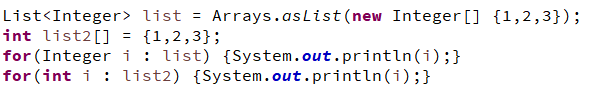 List<Integer> list = Arrays.asList(new Integer[] {1,2,3});
int list2[] = {1,2,3};
for(Integer i : list) {System.out.println(i);}
for(int i : list2) {System.out.println(i);}